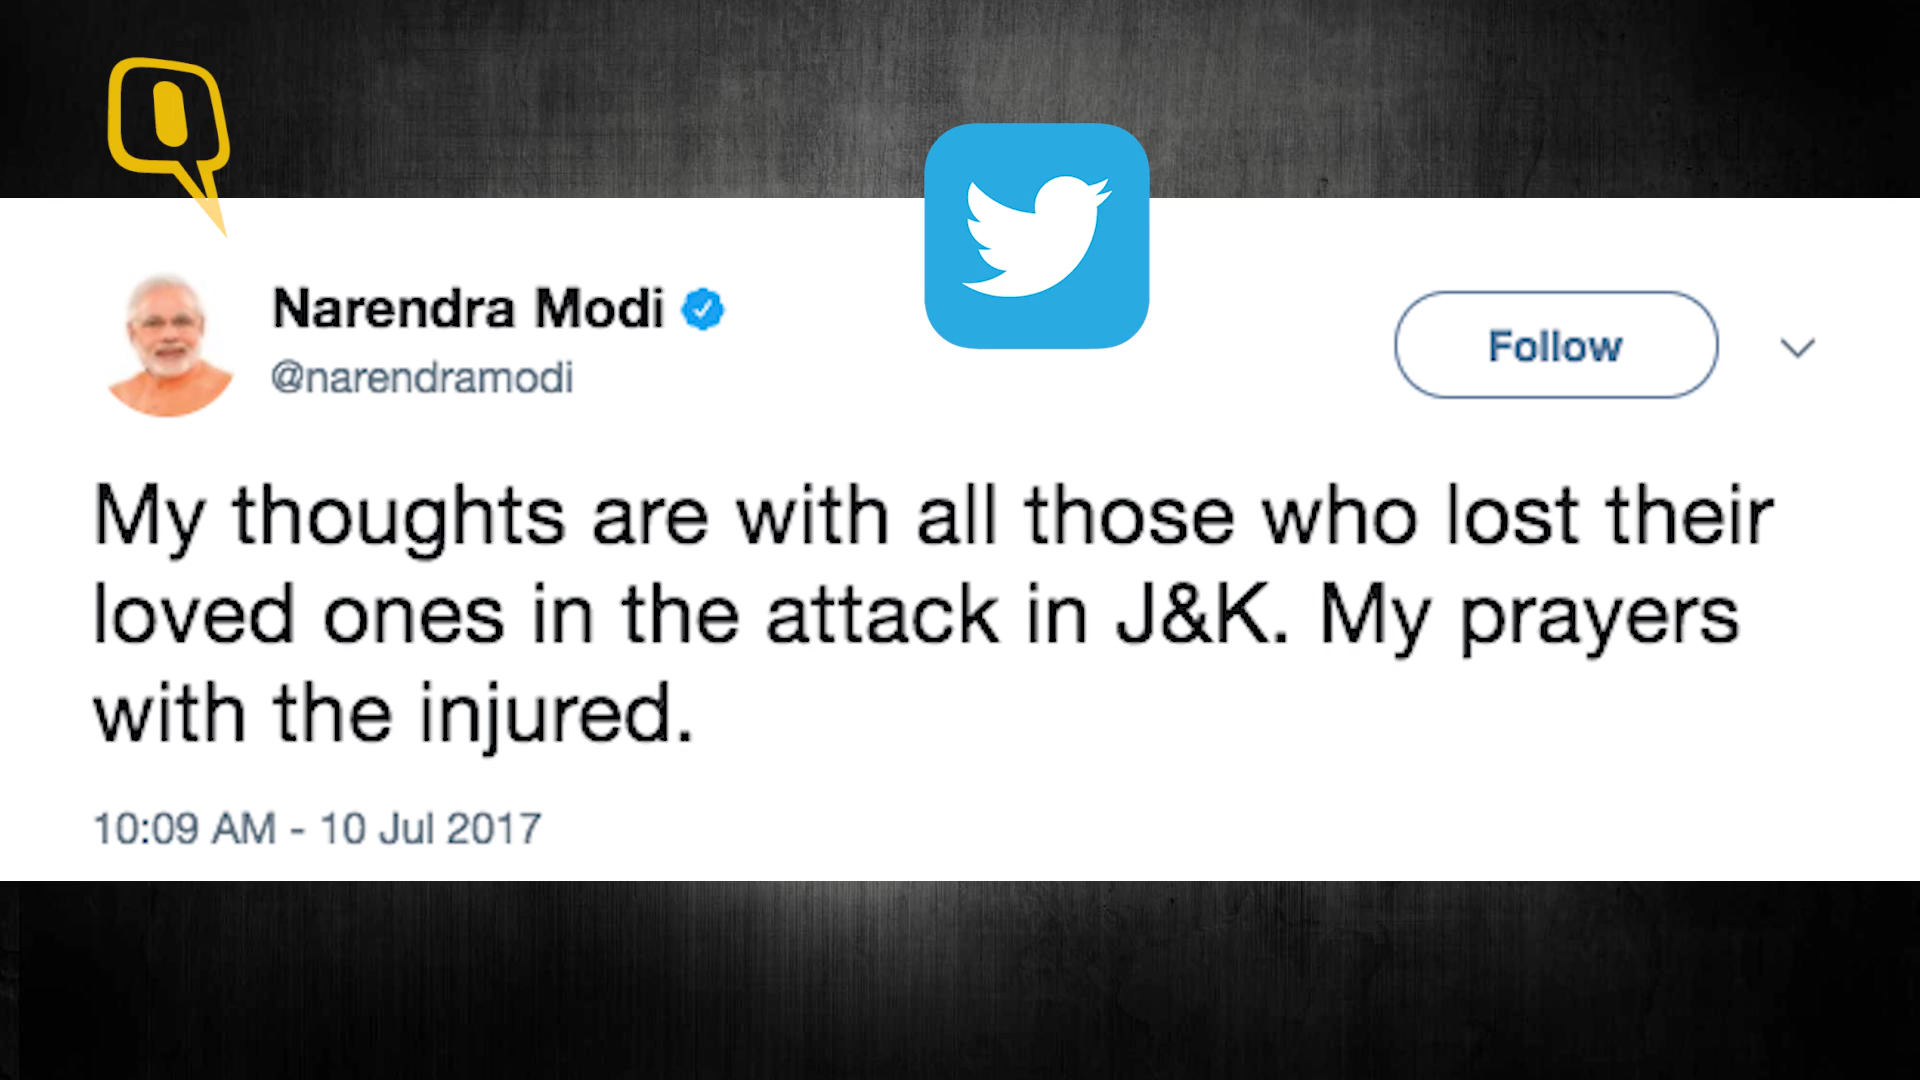 Narendra Modi
@narendramodi
Follow
My thoughts are with all those who lost their
loved ones in the attack in J&K. My prayers
with the injured.
10:09 AM - 10 Jul 2017